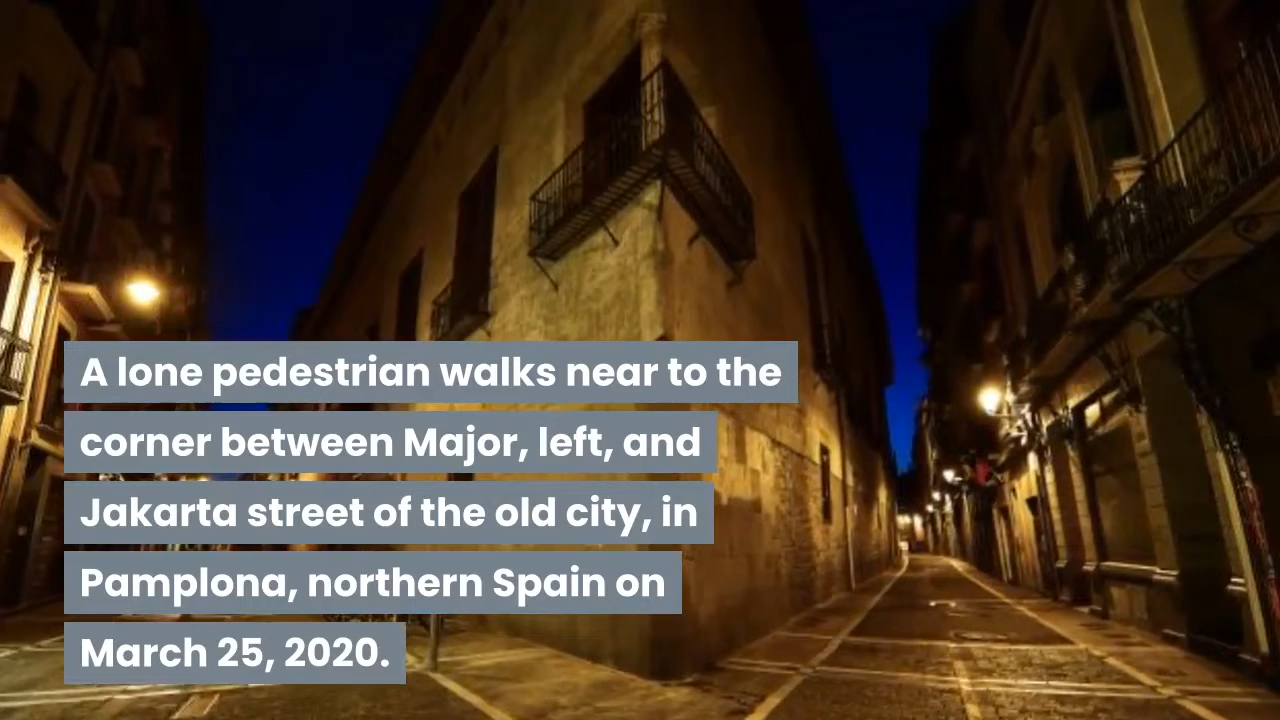 A lone pedestrian walks near to the
corner between Major, left, and
Jakarta street of the old city, in
Pamplona, northern Spain on
March 25, 2020.